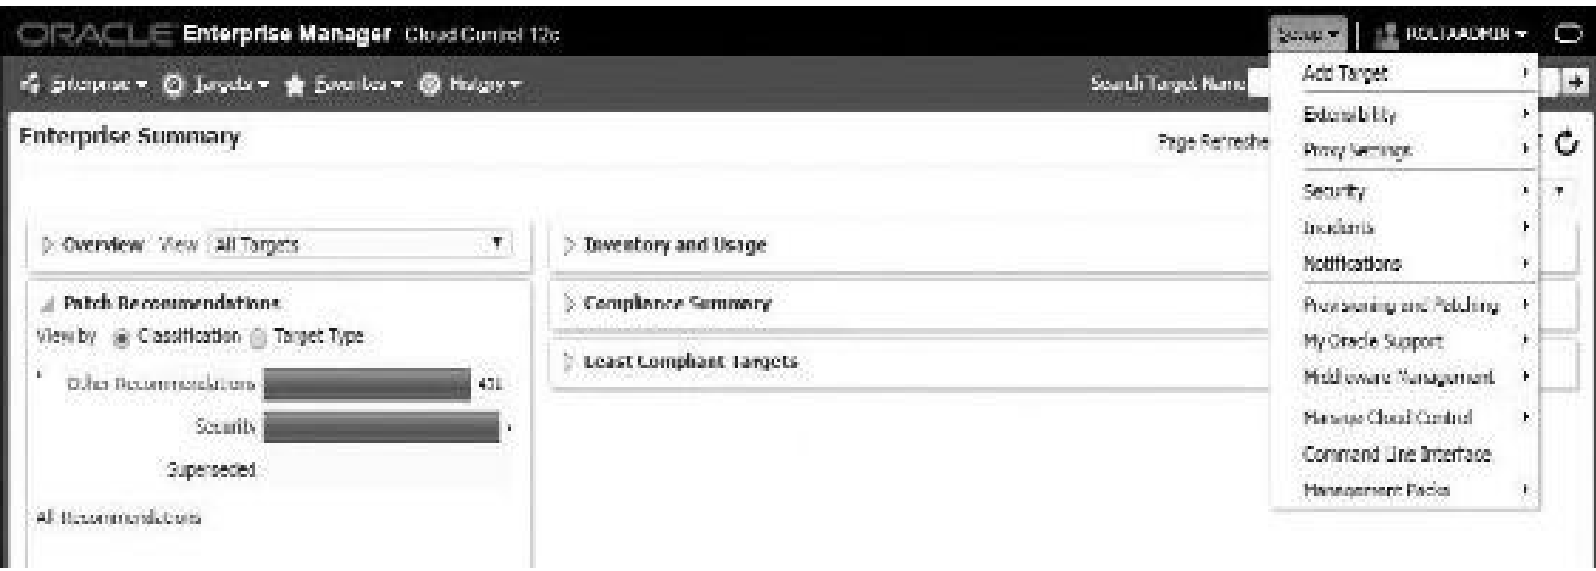 ORACLE Enterprise Manager Cloud Control 12c
Setup
Enterprise Targets Favorites History
Search Target Name
Enterprise Summary
Page Refreshe
Overview View All Targets
Patch Recommendations
View by Classification Target Type
Other Recommendations
Security
Superseded
All Recommendations
Inventory and Usage
Compliance Summary
Least Compliant Targets
Add Target
Extensibility
Proxy Settings
Security
Incidents
Notifications
Provisioning and Patching
My Oracle Support
Middleware Management
Manage Cloud Control
Command Line Interface
Management Packs